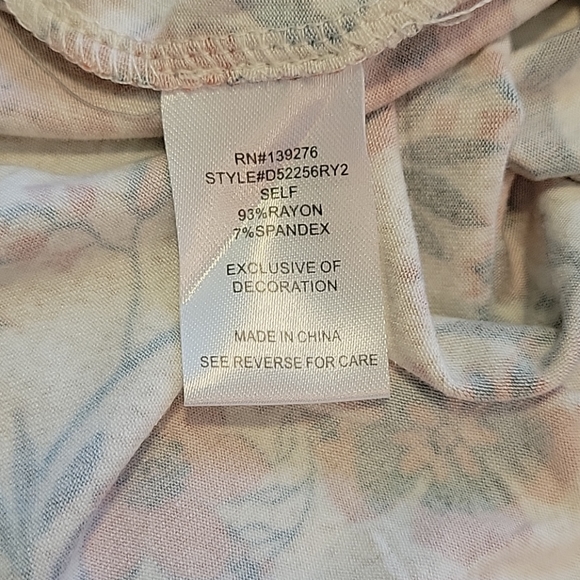 RN#139276
STYLE#D52256RY2
SELF
93%RAYON
7%SPANDEX
EXCLUSIVE OF
DECORATION
MADE IN CHINA
SEE REVERSE FOR CARE